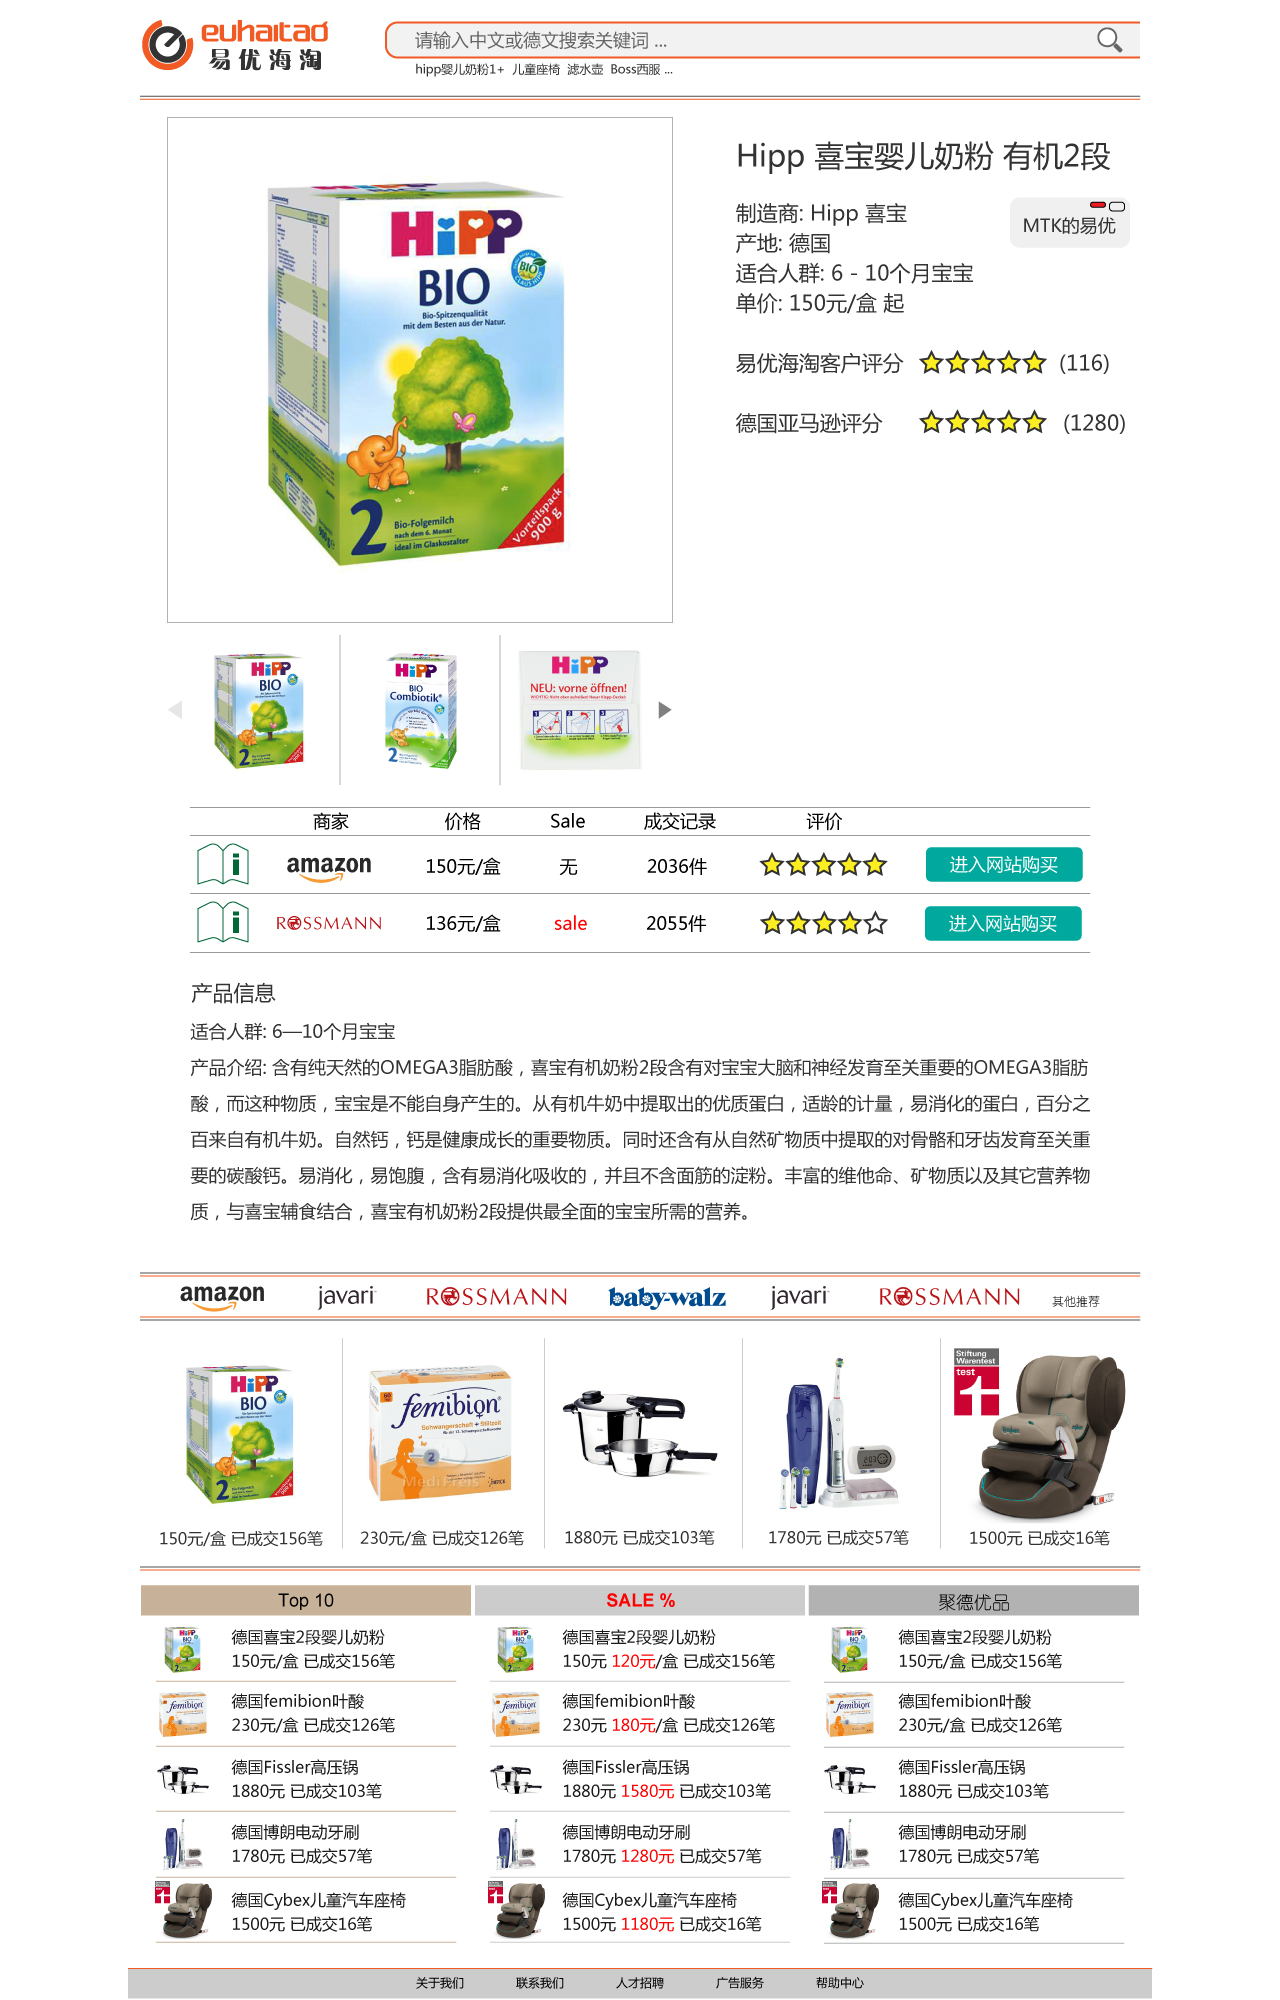 euhaitao
易优海淘
请输入中文或德文搜索关键词 ...
hipp婴儿奶粉1+ 儿童座椅 滤水壶 Boss西服 ...
HiPP
BIO
Bio-Spitzenqualität
mit dem Besten aus der Natur.
BIO
2
Bio-Folgemilch
nach dem 6. Monat
ideal im Glaskostalter
Vorteilspack
900 g
Hipp 喜宝婴儿奶粉 有机2段
制造商: Hipp 喜宝
MTK的易优
产地: 德国
适合人群: 6 - 10个月宝宝
单价: 150元/盒 起
易优海淘客户评分 (116)
德国亚马逊评分 (1280)
HiPP
BIO
2
HiPP
BIO
Combiotik®
2
HiPP
NEU: vorne öffnen!
1 2 3
商家 价格 Sale 成交记录 评价
i amazon 150元/盒 无 2036件 进入网站购买
i ROSSMANN 136元/盒 sale 2055件 进入网站购买
产品信息
适合人群: 6—10个月宝宝
产品介绍: 含有纯天然的OMEGA3脂肪酸，喜宝有机奶粉2段含有对宝宝大脑和神经发育至关重要的OMEGA3脂肪
酸，而这种物质，宝宝是不能自身产生的。从有机牛奶中提取出的优质蛋白，适龄的计量，易消化的蛋白，百分之
百来自有机牛奶。自然钙，钙是健康成长的重要物质。同时还含有从自然矿物质中提取的对骨骼和牙齿发育至关重
要的碳酸钙。易消化，易饱腹，含有易消化吸收的，并且不含面筋的淀粉。丰富的维他命、矿物质以及其它营养物
质，与喜宝辅食结合，喜宝有机奶粉2段提供最全面的宝宝所需的营养。
amazon javari ROSSMANN baby-walz javari ROSSMANN 其他推荐
HiPP
BIO
2
femibion®
Schwangerschaft + Stillzeit
2
MediPreis
Stiftung
Warentest
test
150元/盒 已成交156笔 230元/盒 已成交126笔 1880元 已成交103笔 1780元 已成交57笔 1500元 已成交16笔
Top 10
德国喜宝2段婴儿奶粉
150元/盒 已成交156笔
德国femibion叶酸
230元/盒 已成交126笔
德国Fissler高压锅
1880元 已成交103笔
德国博朗电动牙刷
1780元 已成交57笔
德国Cybex儿童汽车座椅
1500元 已成交16笔
SALE %
德国喜宝2段婴儿奶粉
150元 120元/盒 已成交156笔
德国femibion叶酸
230元 180元/盒 已成交126笔
德国Fissler高压锅
1880元 1580元 已成交103笔
德国博朗电动牙刷
1780元 1280元 已成交57笔
德国Cybex儿童汽车座椅
1500元 1180元 已成交16笔
聚德优品
德国喜宝2段婴儿奶粉
150元/盒 已成交156笔
德国femibion叶酸
230元/盒 已成交126笔
德国Fissler高压锅
1880元 已成交103笔
德国博朗电动牙刷
1780元 已成交57笔
德国Cybex儿童汽车座椅
1500元 已成交16笔
关于我们 联系我们 人才招聘 广告服务 帮助中心